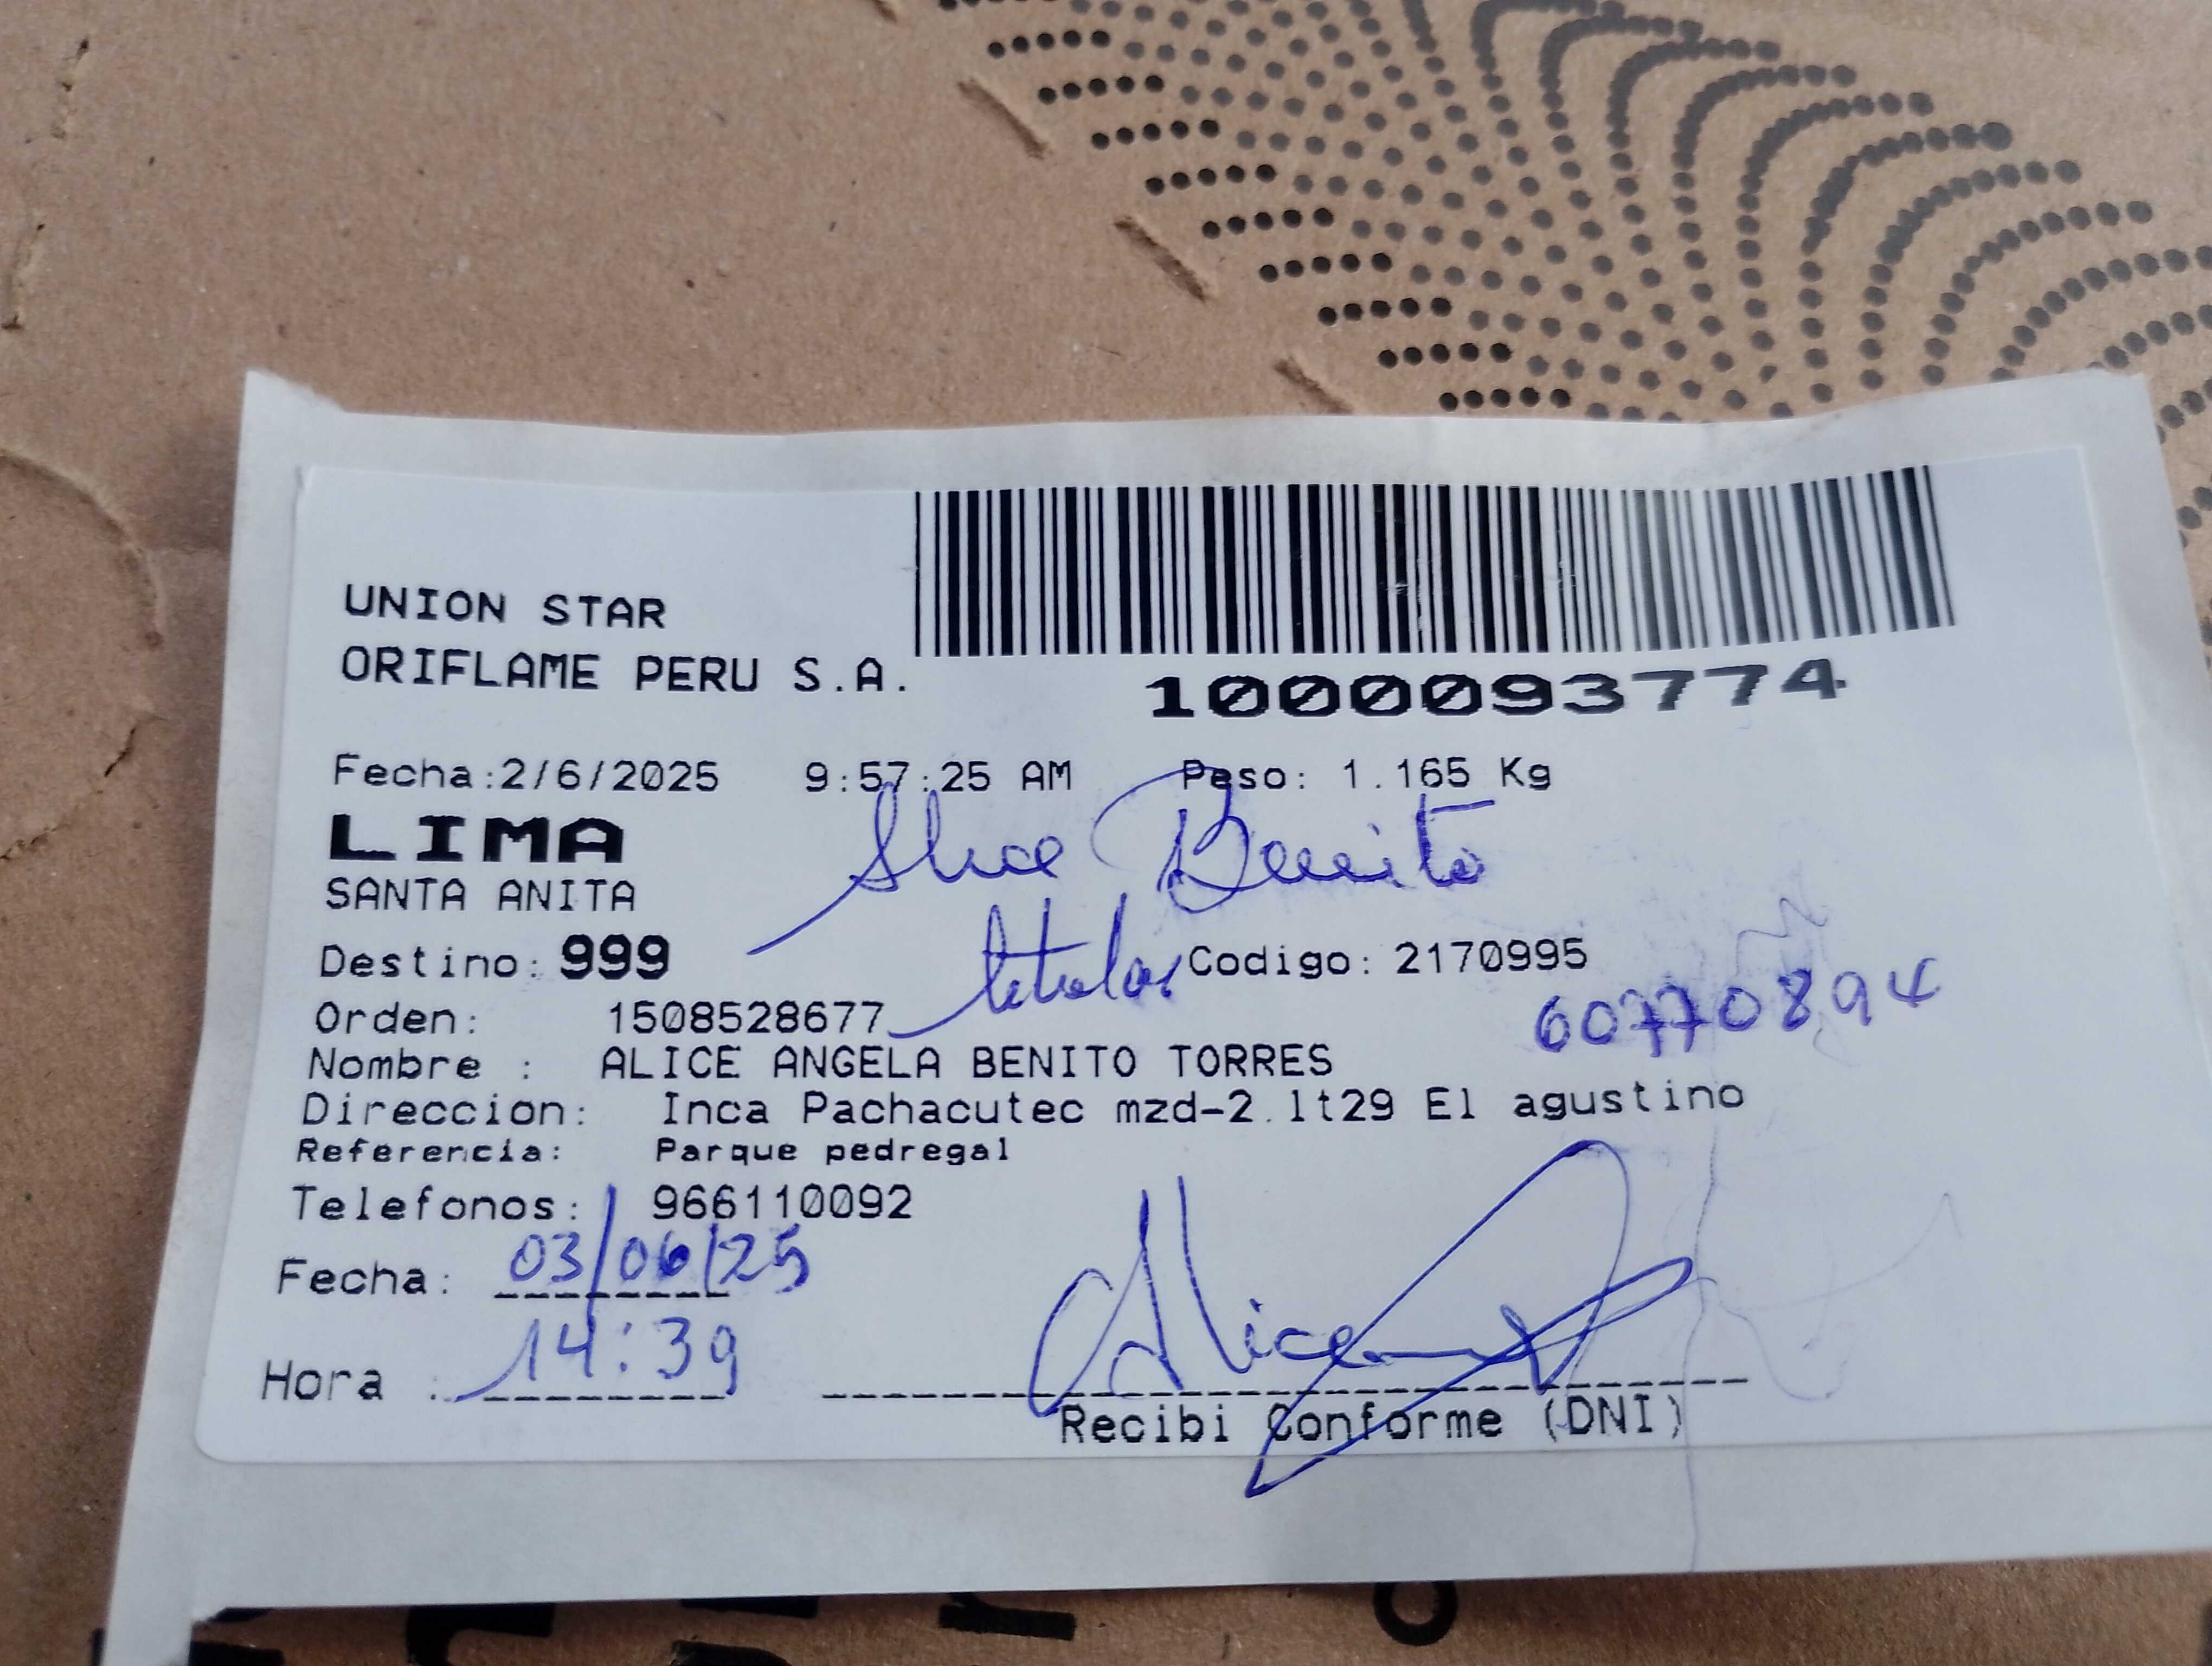 UNION STAR
ORIFLAME PERU S.A.
1000093774
Fecha:2/6/2025 9:57:25 AM Peso: 1.165 Kg
LIMA
Alice Benito
SANTA ANITA
titular
Destino: 999 Codigo: 2170995
60770894
Orden: 1508528677
Nombre : ALICE ANGELA BENITO TORRES
Direccion: Inca Pachacutec mzd-2.lt29 El agustino
Referencia: Parque pedregal
Telefonos: 966110092
Fecha: 03/06/25
Hora : 14:39
Alice
Recibi Conforme (DNI)